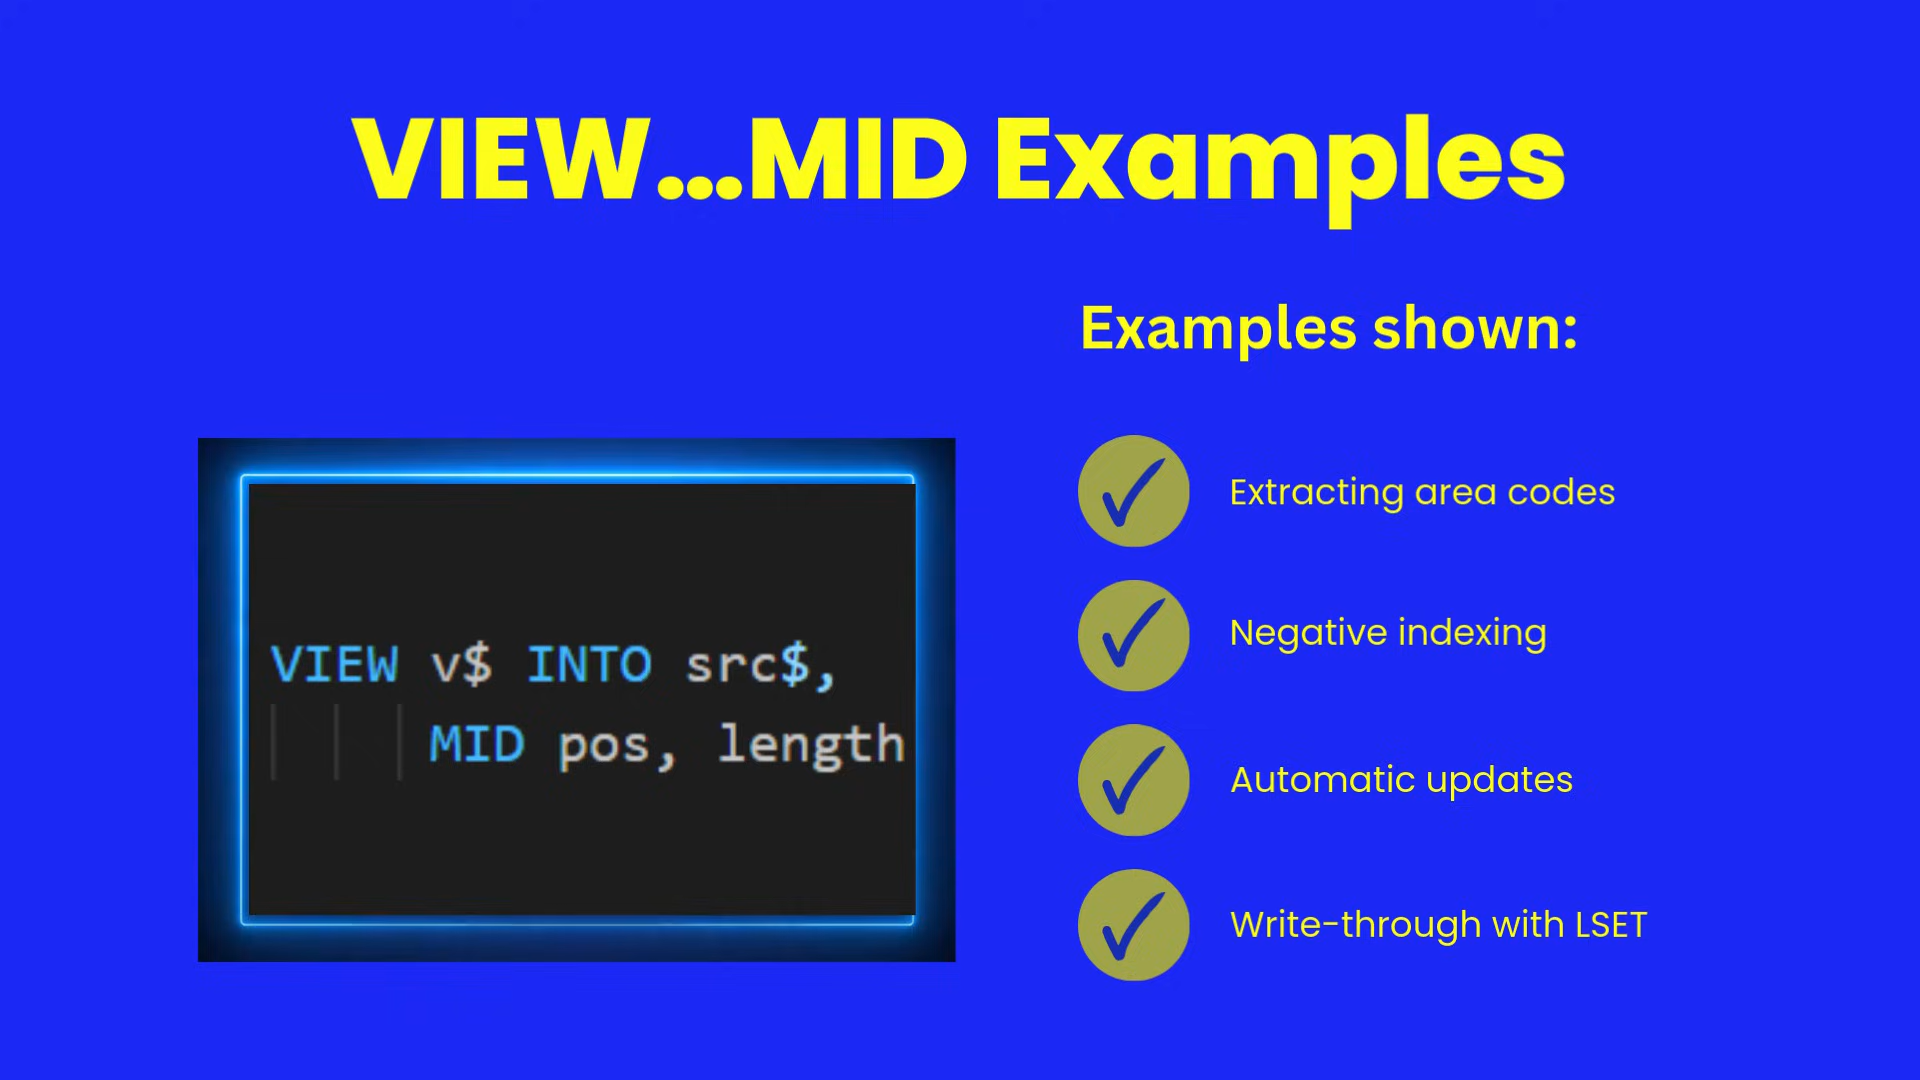 VIEW...MID Examples
Examples shown:
VIEW v$ INTO src$,
MID pos, length
Extracting area codes
Negative indexing
Automatic updates
Write-through with LSET